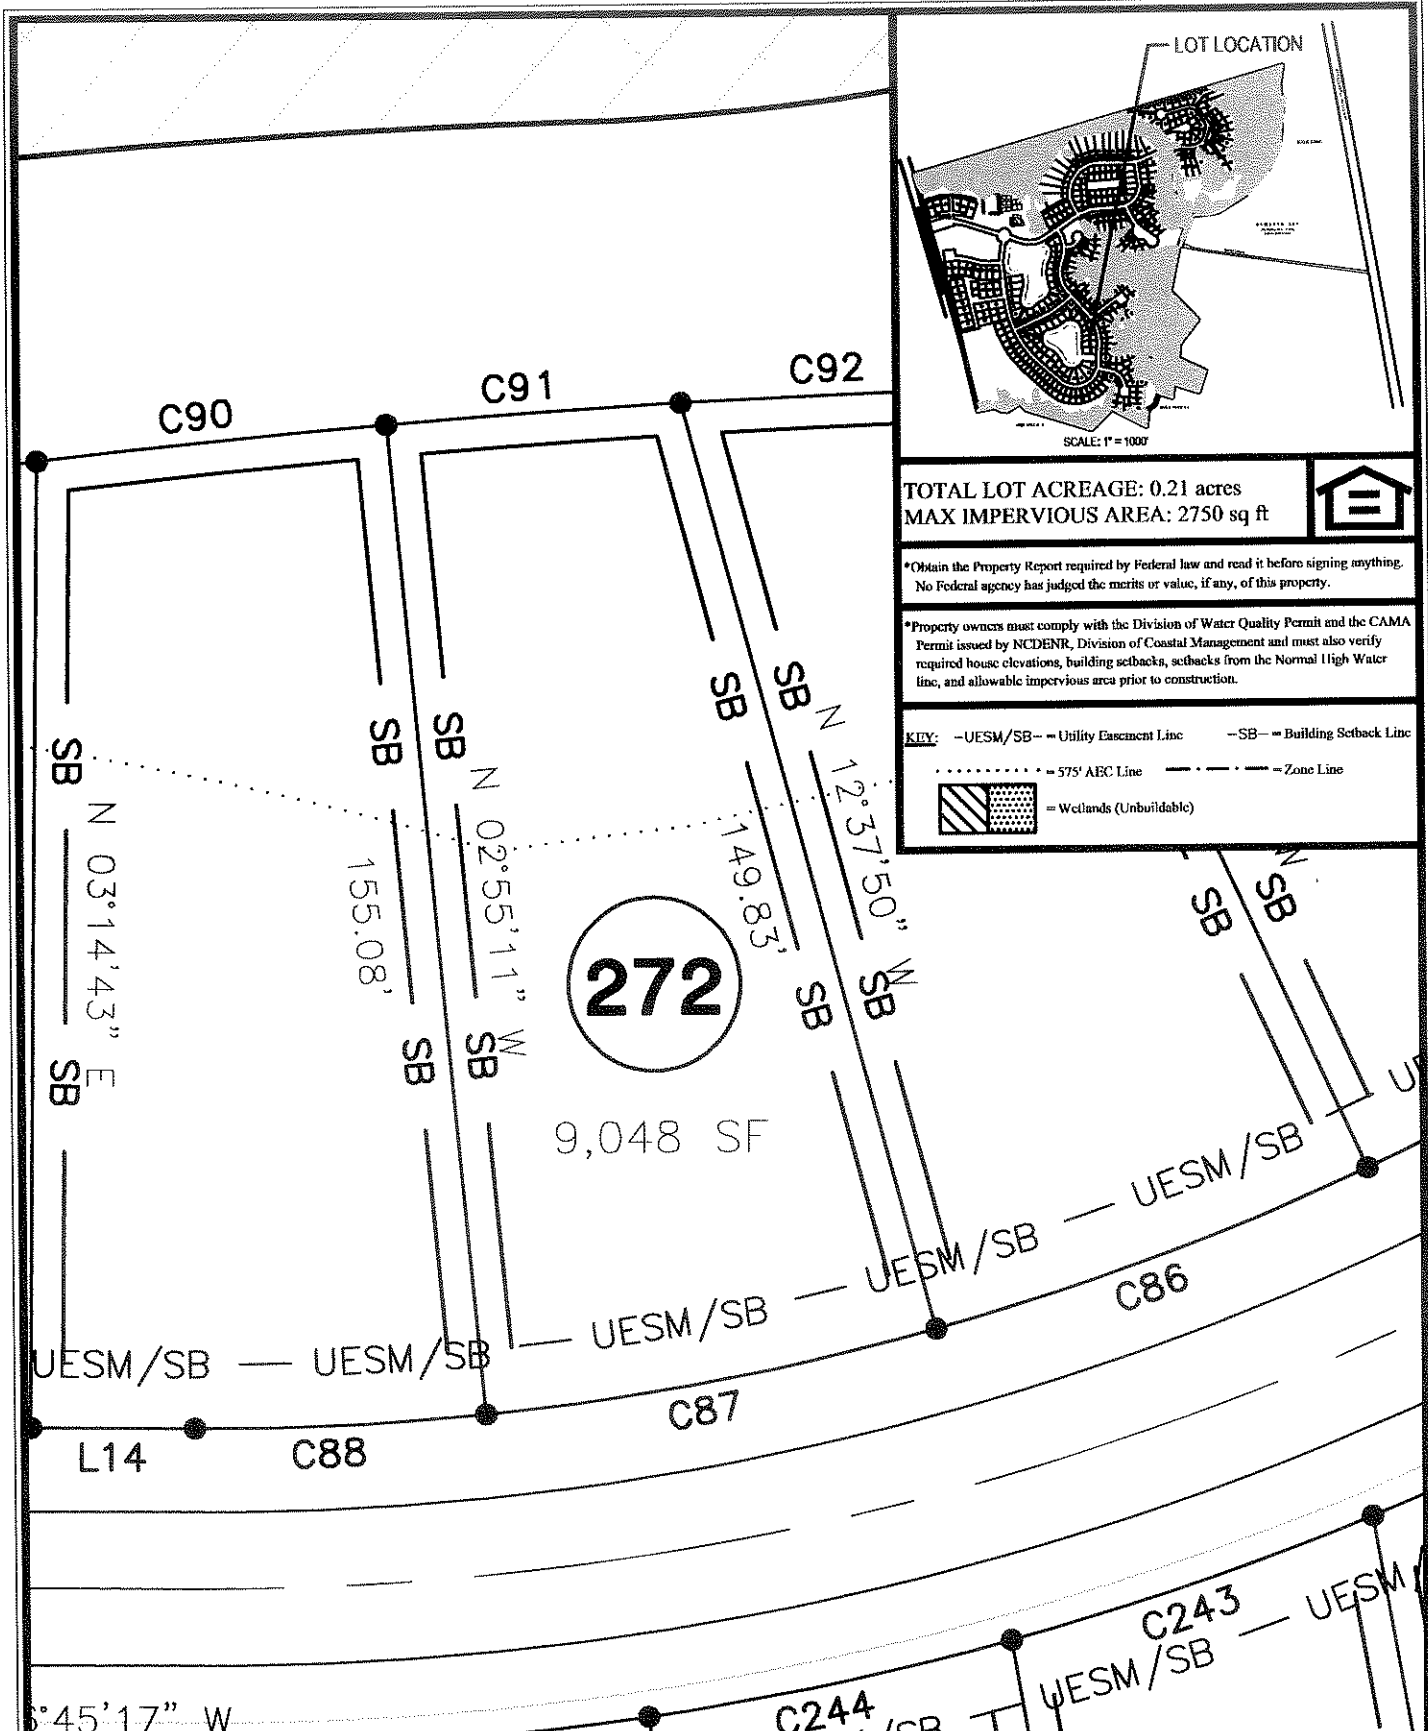 LOT LOCATION
SCALE: 1" = 1000'
TOTAL LOT ACREAGE: 0.21 acres
MAX IMPERVIOUS AREA: 2750 sq ft
*Obtain the Property Report required by Federal law and read it before signing anything.
No Federal agency has judged the merits or value, if any, of this property.
*Property owners must comply with the Division of Water Quality Permit and the CAMA
Permit issued by NCDENR, Division of Coastal Management and must also verify
required house elevations, building setbacks, setbacks from the Normal High Water
line, and allowable impervious area prior to construction.
KEY: -UESM/SB- = Utility Easement Line -SB- = Building Setback Line
= 575' AEC Line = Zone Line
= Wetlands (Unbuildable)
C90
C91
C92
SB
SB
SB
SB
SB
N 03°14'43" E
155.08'
N 02°55'11" W
149.83'
N 12°37'50" W
N
SB
SB
SB
SB
SB
SB
SB
272
9,048 SF
UESM/SB
UESM/SB
UESM/SB
UESM/SB
UESM/SB
L14
C88
C87
C86
C243
C244
UESM/SB
UESM
/SB
45'17" W